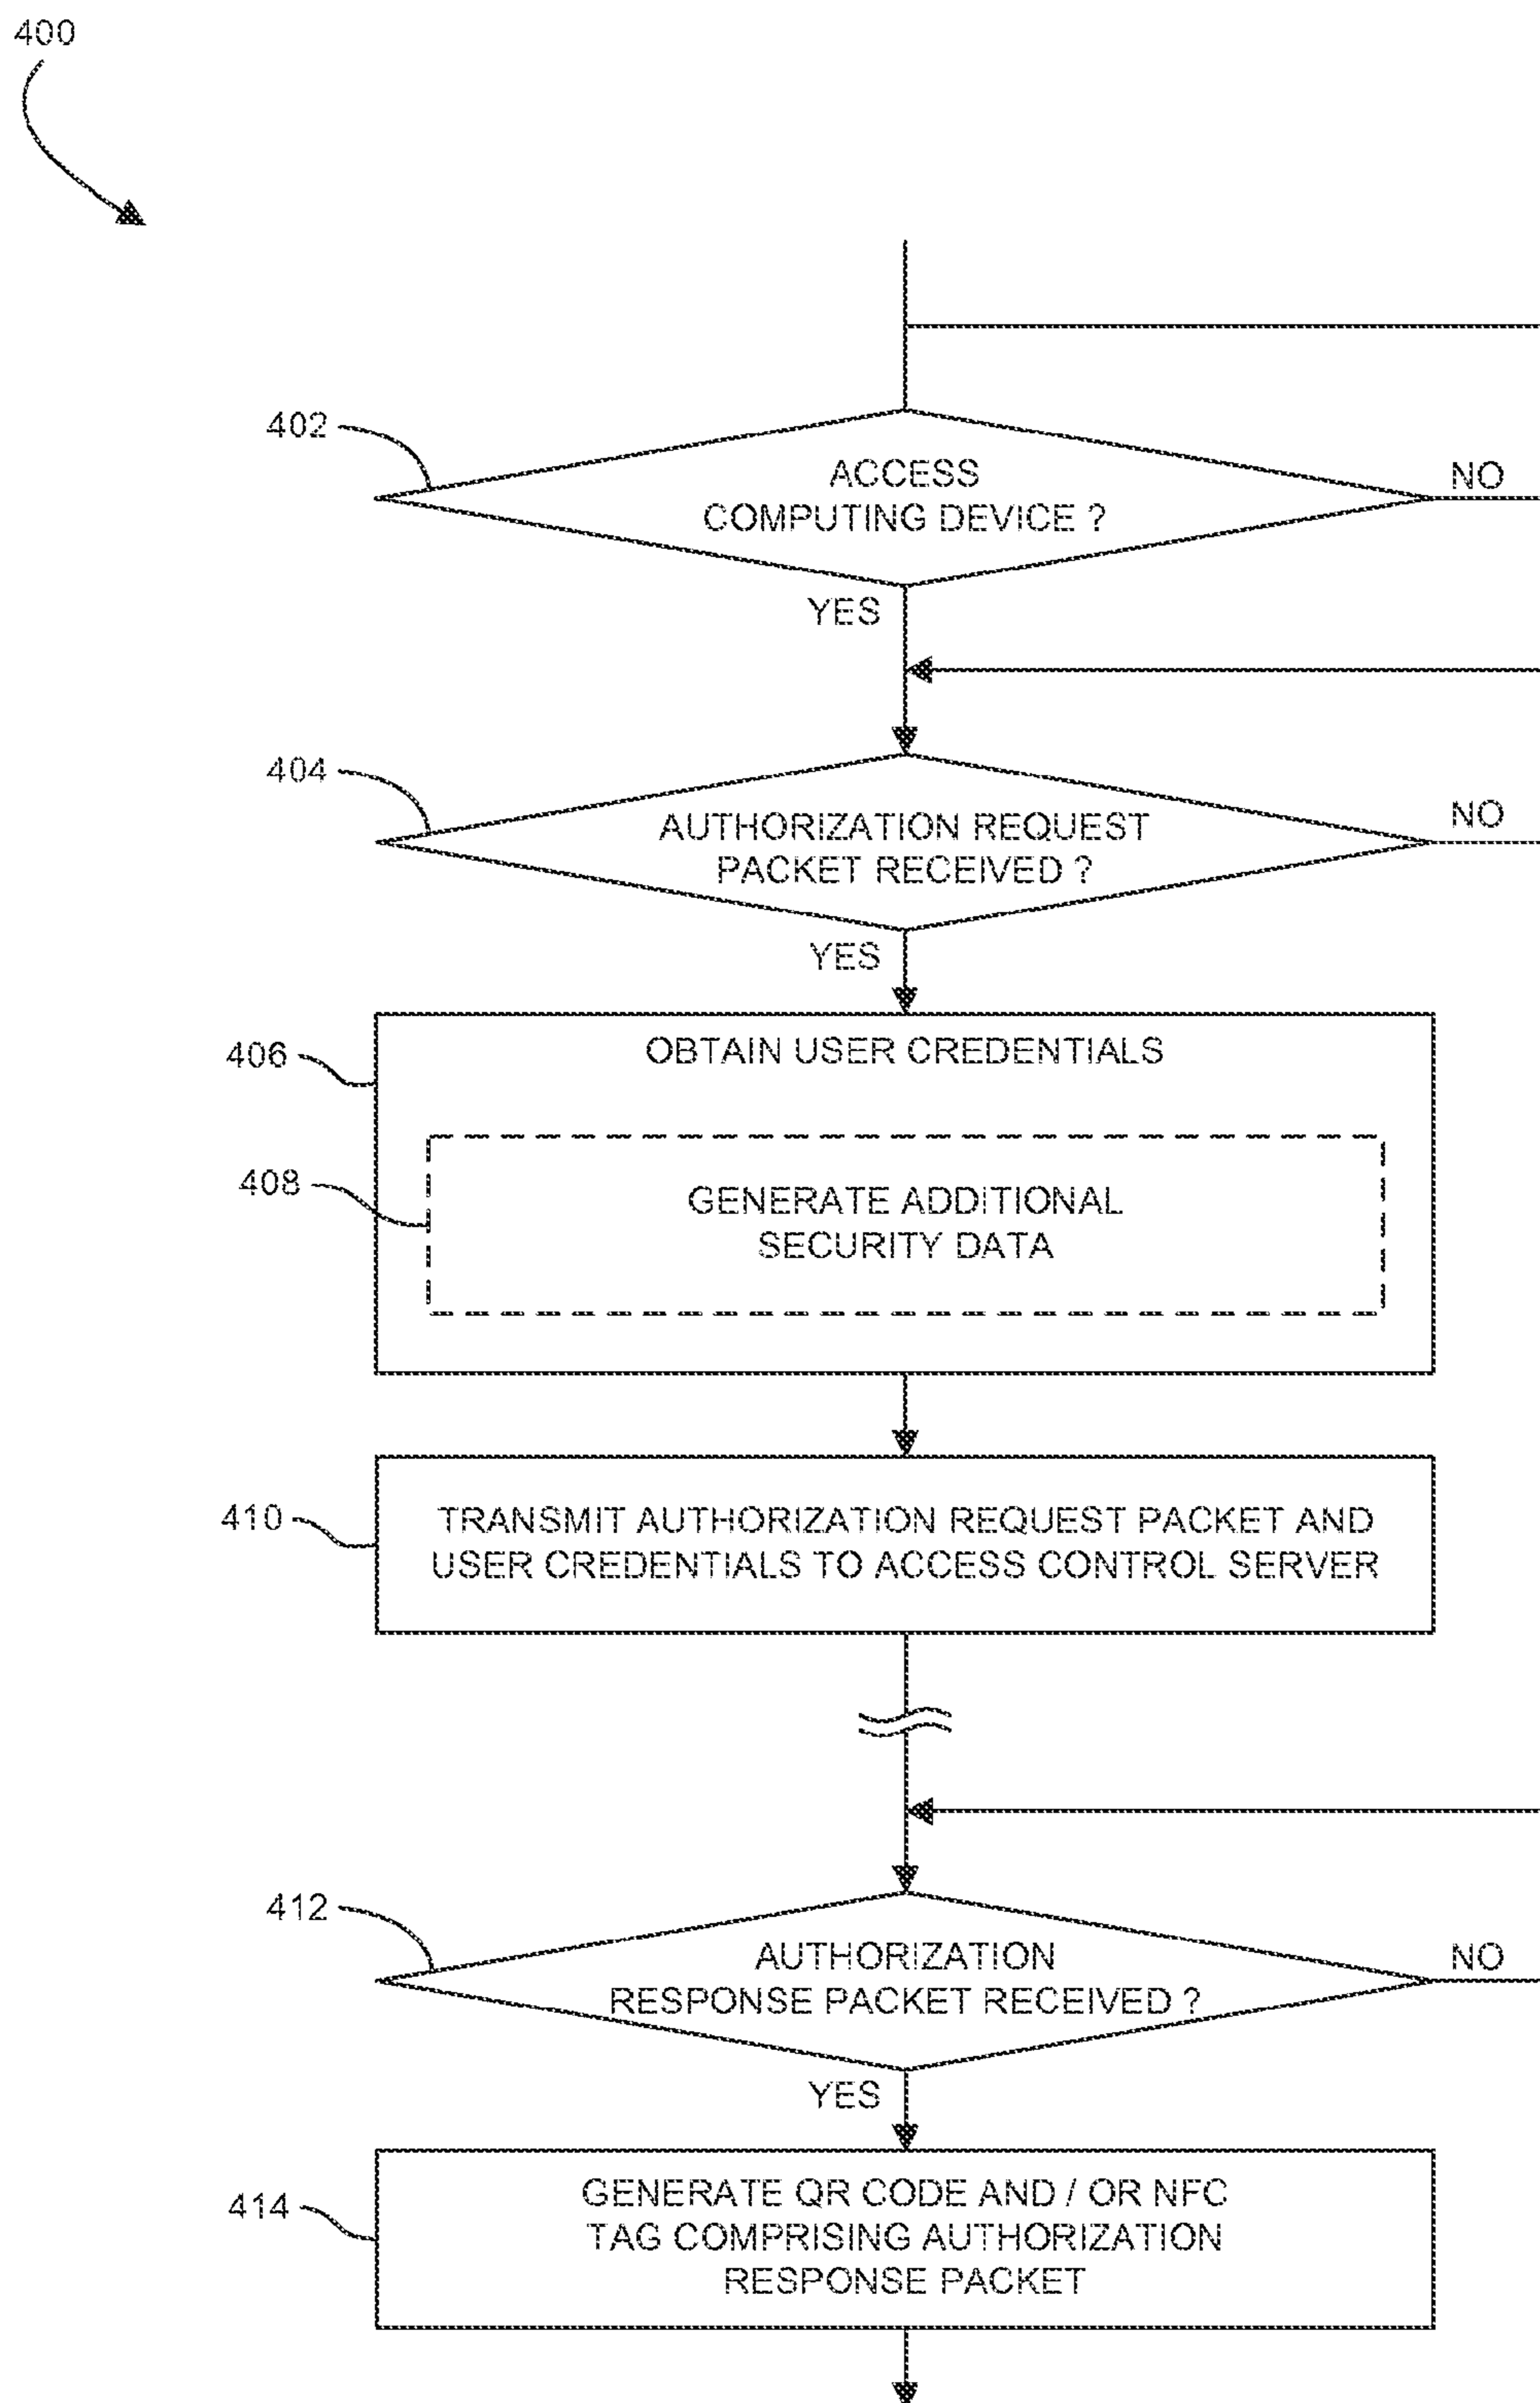 400
402
ACCESS
COMPUTING DEVICE ?
NO
YES
404
AUTHORIZATION REQUEST
PACKET RECEIVED ?
NO
YES
406
OBTAIN USER CREDENTIALS
408
GENERATE ADDITIONAL
SECURITY DATA
410
TRANSMIT AUTHORIZATION REQUEST PACKET AND
USER CREDENTIALS TO ACCESS CONTROL SERVER
412
AUTHORIZATION
RESPONSE PACKET RECEIVED ?
NO
YES
414
GENERATE QR CODE AND / OR NFC
TAG COMPRISING AUTHORIZATION
RESPONSE PACKET